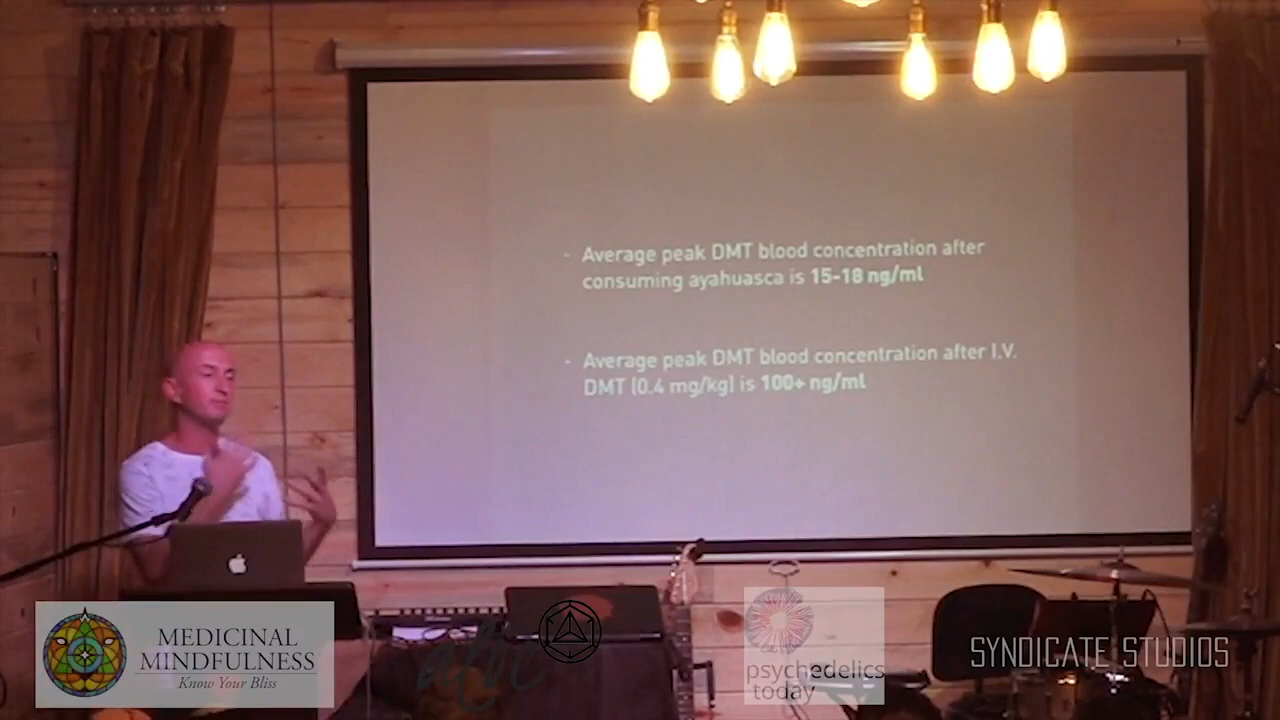 - Average peak DMT blood concentration after
consuming ayahuasca is 15-18 ng/ml
- Average peak DMT blood concentration after I.V.
DMT (0.4 mg/kg) is 100+ ng/ml
MEDICINAL
MINDFULNESS
Know Your Bliss
psychedelics
today
SYNDICATE STUDIOS